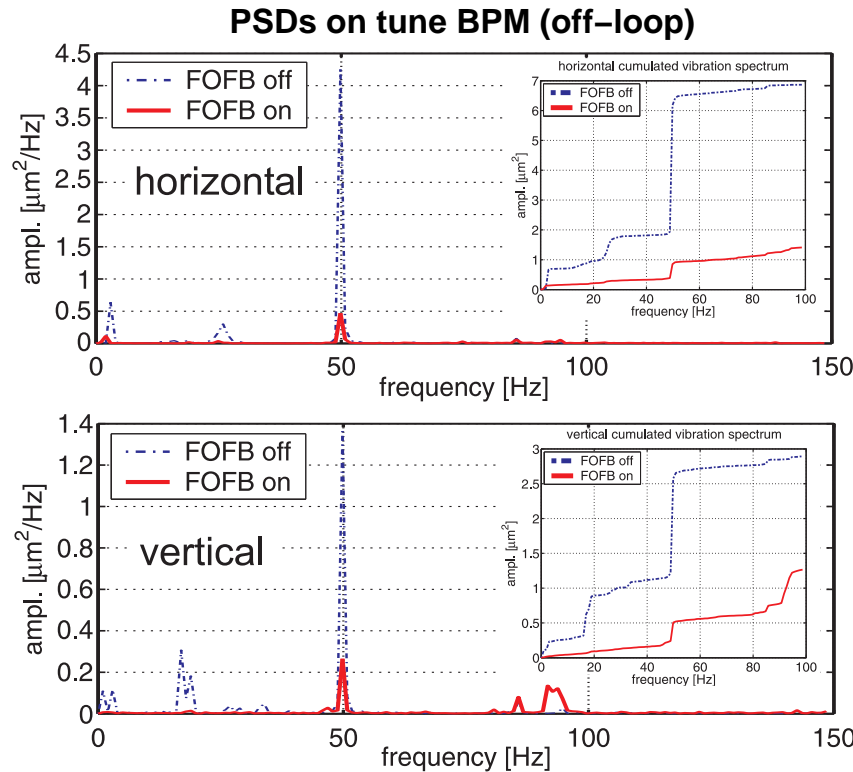 PSDs on tune BPM (off−loop)
4.5
4
3.5
3
2.5
2
1.5
1
0.5
0
ampl. [μm²/Hz]
FOFB off
FOFB on
horizontal
0
50
100
150
frequency [Hz]
horizontal cumulated vibration spectrum
7
6
5
4
3
2
1
0
ampl. [μm²]
FOFB off
FOFB on
0
20
40
60
80
100
frequency [Hz]
1.4
1.2
1
0.8
0.6
0.4
0.2
0
ampl. [μm²/Hz]
FOFB off
FOFB on
vertical
0
50
100
150
frequency [Hz]
vertical cumulated vibration spectrum
3
2.5
2
1.5
1
0.5
0
ampl. [μm²]
FOFB off
FOFB on
0
20
40
60
80
100
frequency [Hz]